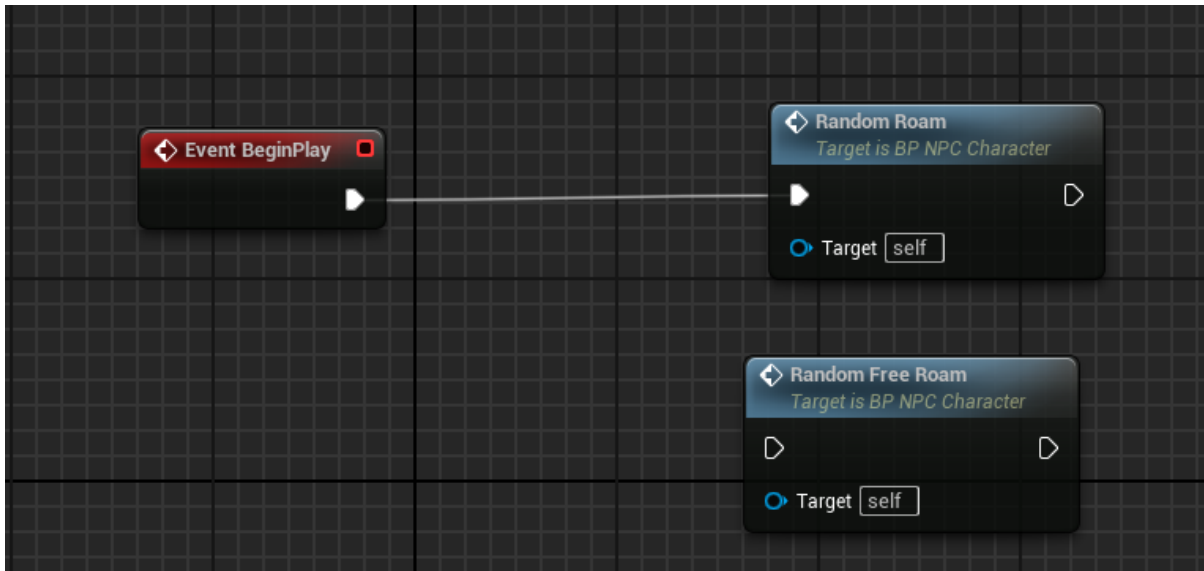 Event BeginPlay
Random Roam
Target is BP NPC Character
Target self
Random Free Roam
Target is BP NPC Character
Target self